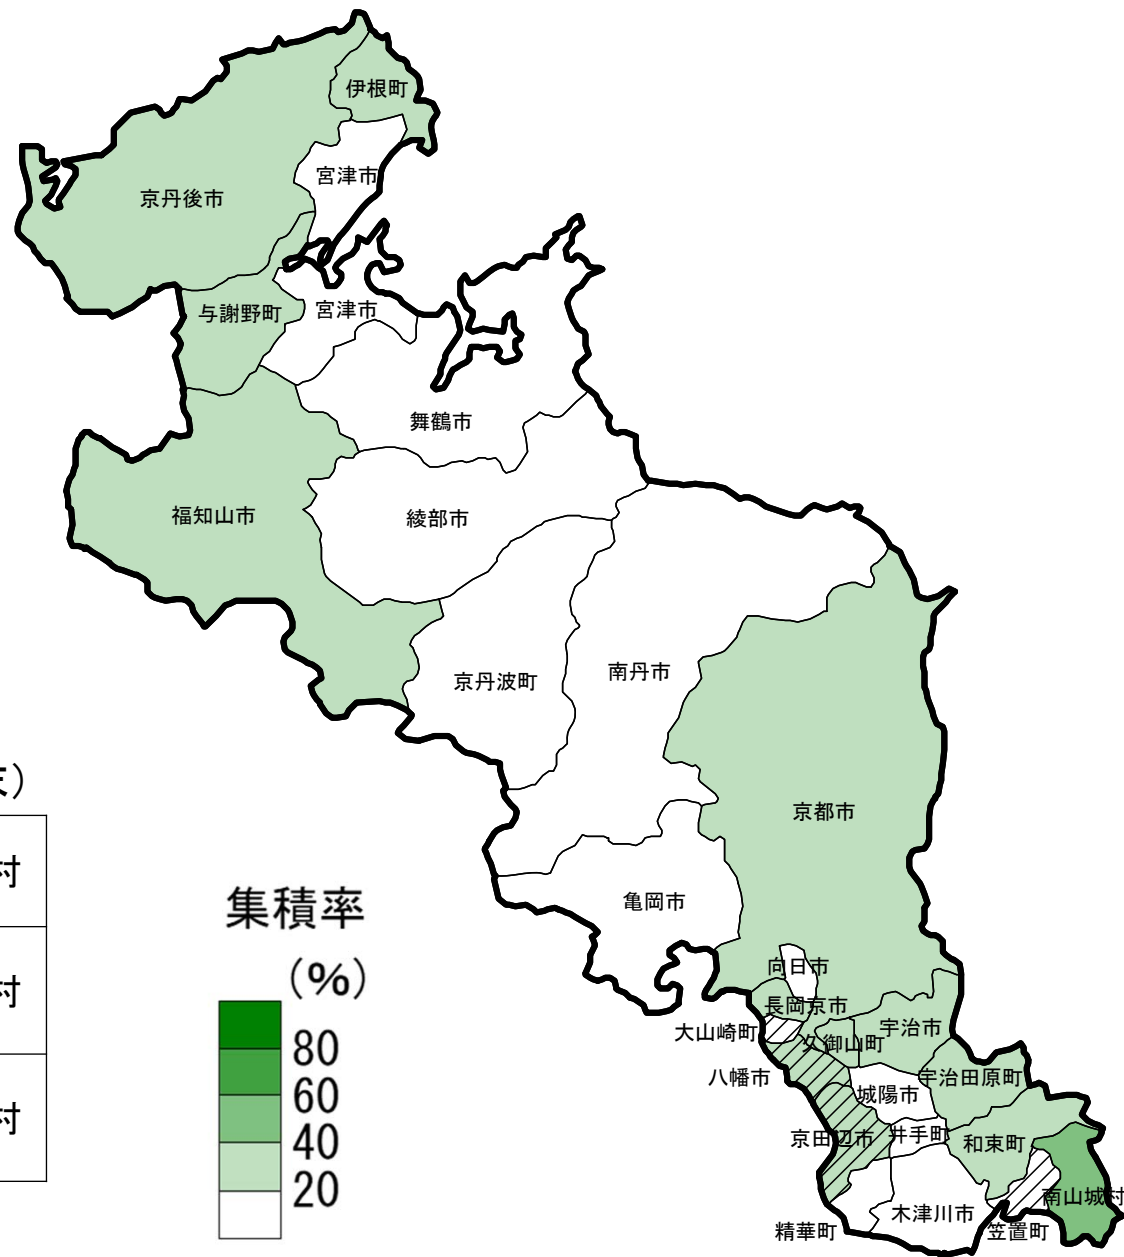 伊根町
宮津市
京丹後市
与謝野町
宮津市
舞鶴市
福知山市
綾部市
京丹波町
南丹市
末）
京都市
村
集積率
亀岡市
（％）
向日市
長岡京市
村
大山崎町
久御山町
宇治市
80
八幡市
宇治田原町
60
城陽市
村
40
京田辺市
井手町
和束町
20
南山城村
精華町
木津川市
笠置町